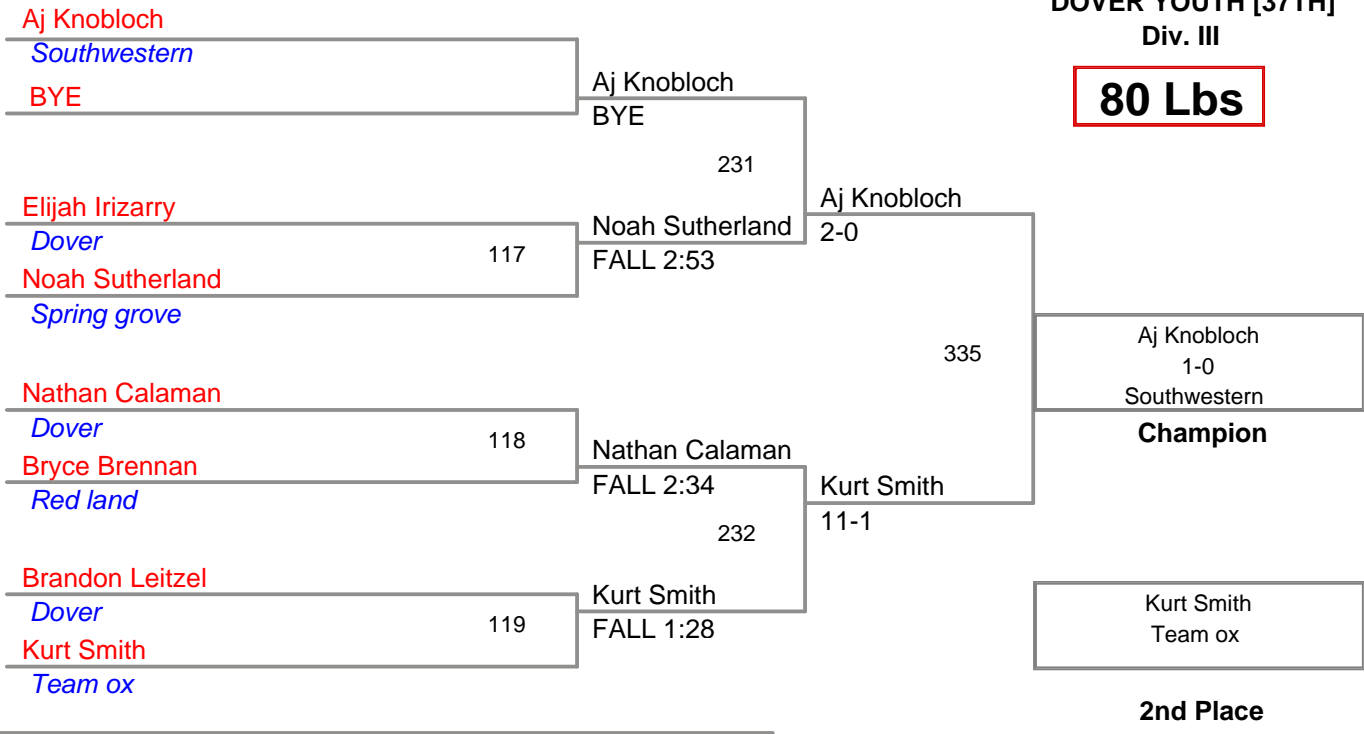 DOVER YOUTH [37TH]
Div. III
80 Lbs
Aj Knobloch
Southwestern
BYE
Aj Knobloch
BYE
231
Elijah Irizarry
Dover
117
Noah Sutherland
Spring grove
Noah Sutherland
FALL 2:53
Aj Knobloch
2-0
Nathan Calaman
Dover
118
Bryce Brennan
Red land
Nathan Calaman
FALL 2:34
232
Brandon Leitzel
Dover
119
Kurt Smith
Team ox
Kurt Smith
FALL 1:28
Kurt Smith
11-1
335
Aj Knobloch
1-0
Southwestern
Champion
Kurt Smith
Team ox
2nd Place